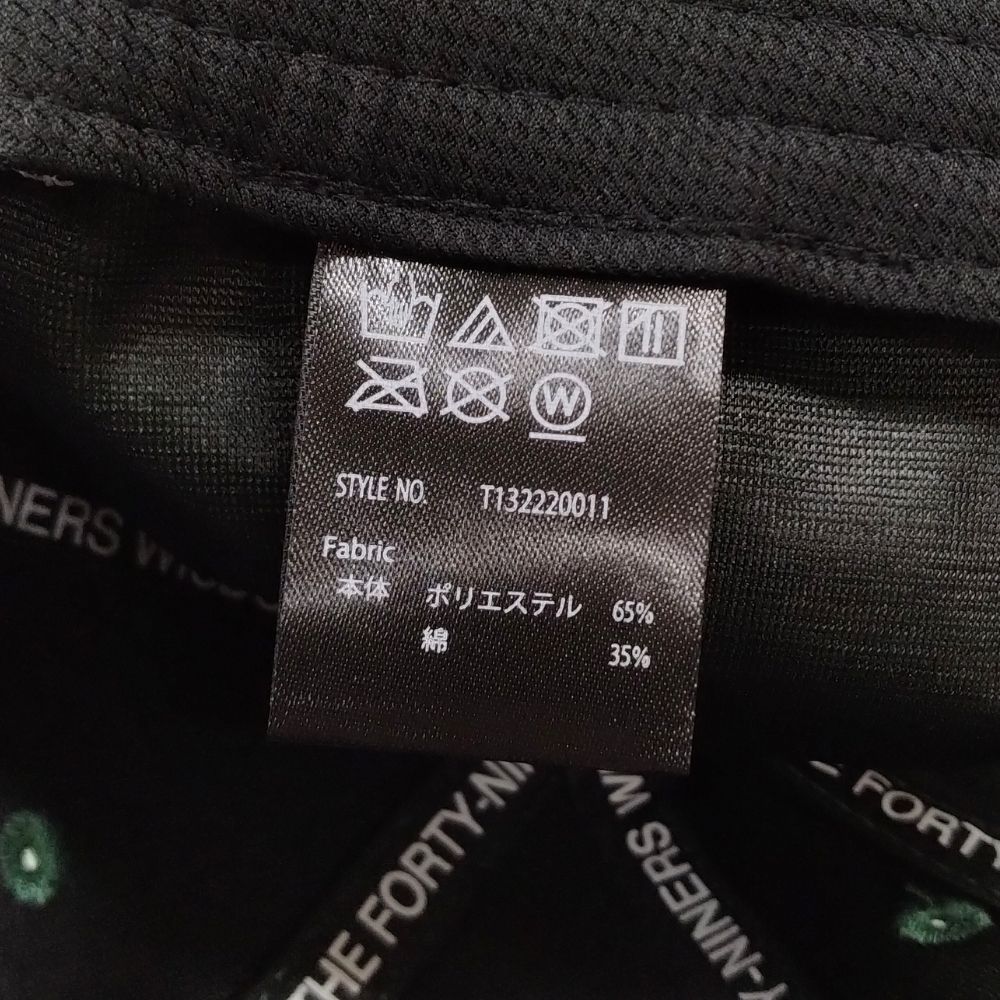 W
STYLE NO. T132220011
Fabric
本体 ポリエステル 65%
綿 35%
NERS
THE FORTY-NI
NERS W
Y-NINERS
FORTY